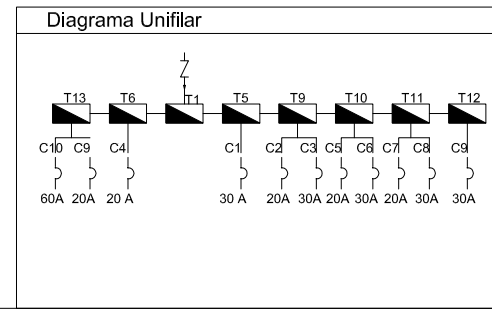 Diagrama Unifilar
T13 T6 T1 T5 T9 T10 T11 T12
C10 C9 C4 C1 C2 C3 C5 C6 C7 C8 C9
60A 20A 20 A 30 A 20A 30A 20A 30A 20A 30A 30A